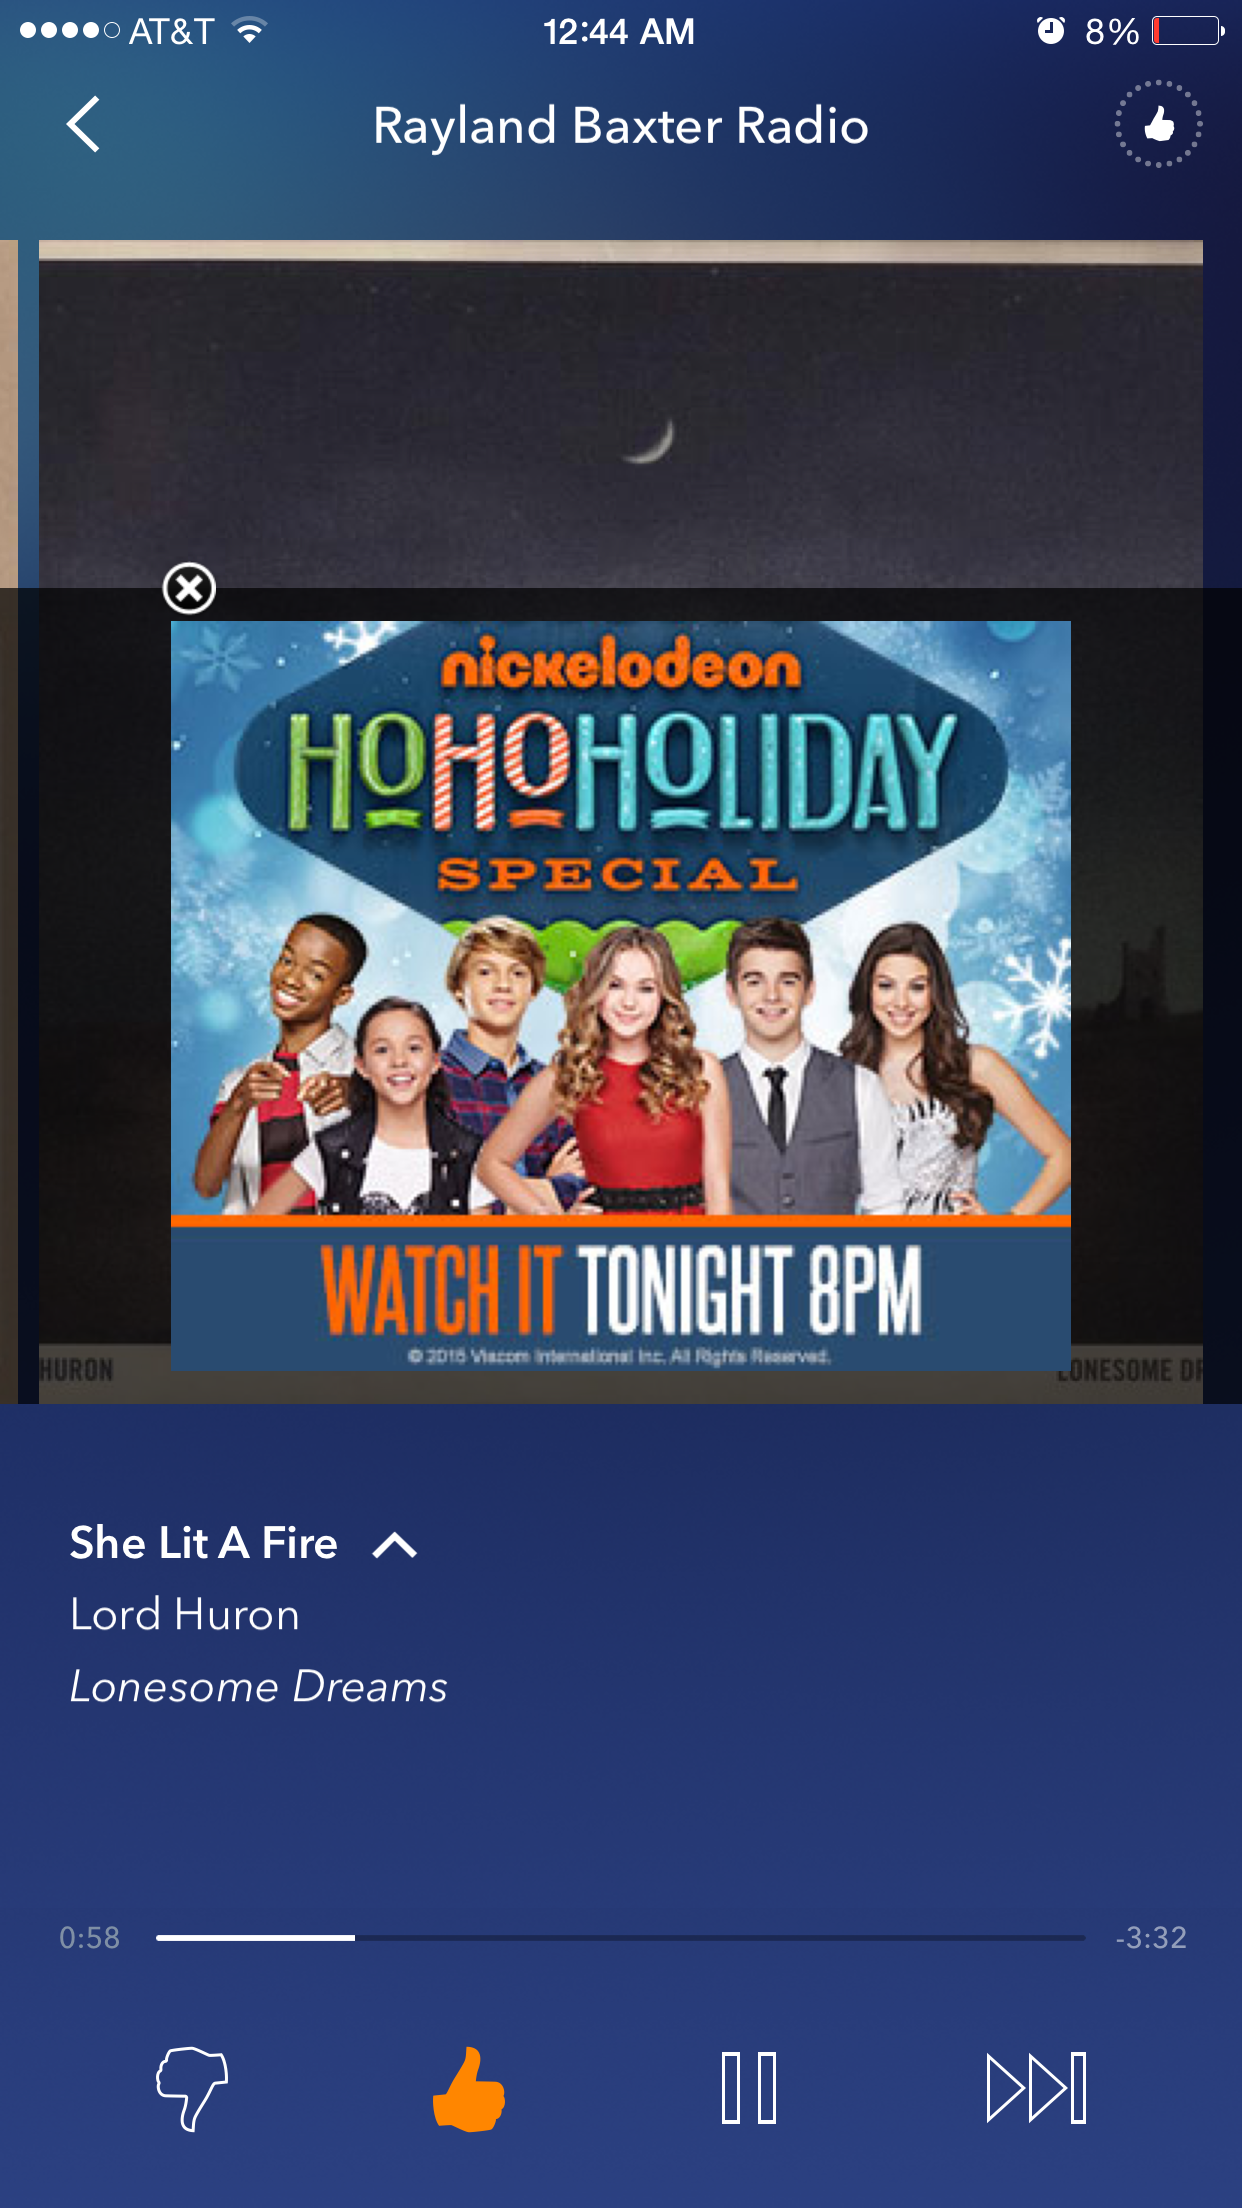 AT&T 12:44 AM 8%
Rayland Baxter Radio
nickelodeon
HOHOHOLIDAY
SPECIAL
WATCH IT TONIGHT 8PM
© 2015 Viacom International Inc. All Rights Reserved.
HURON LONESOME DR
She Lit A Fire
Lord Huron
Lonesome Dreams
0:58 -3:32